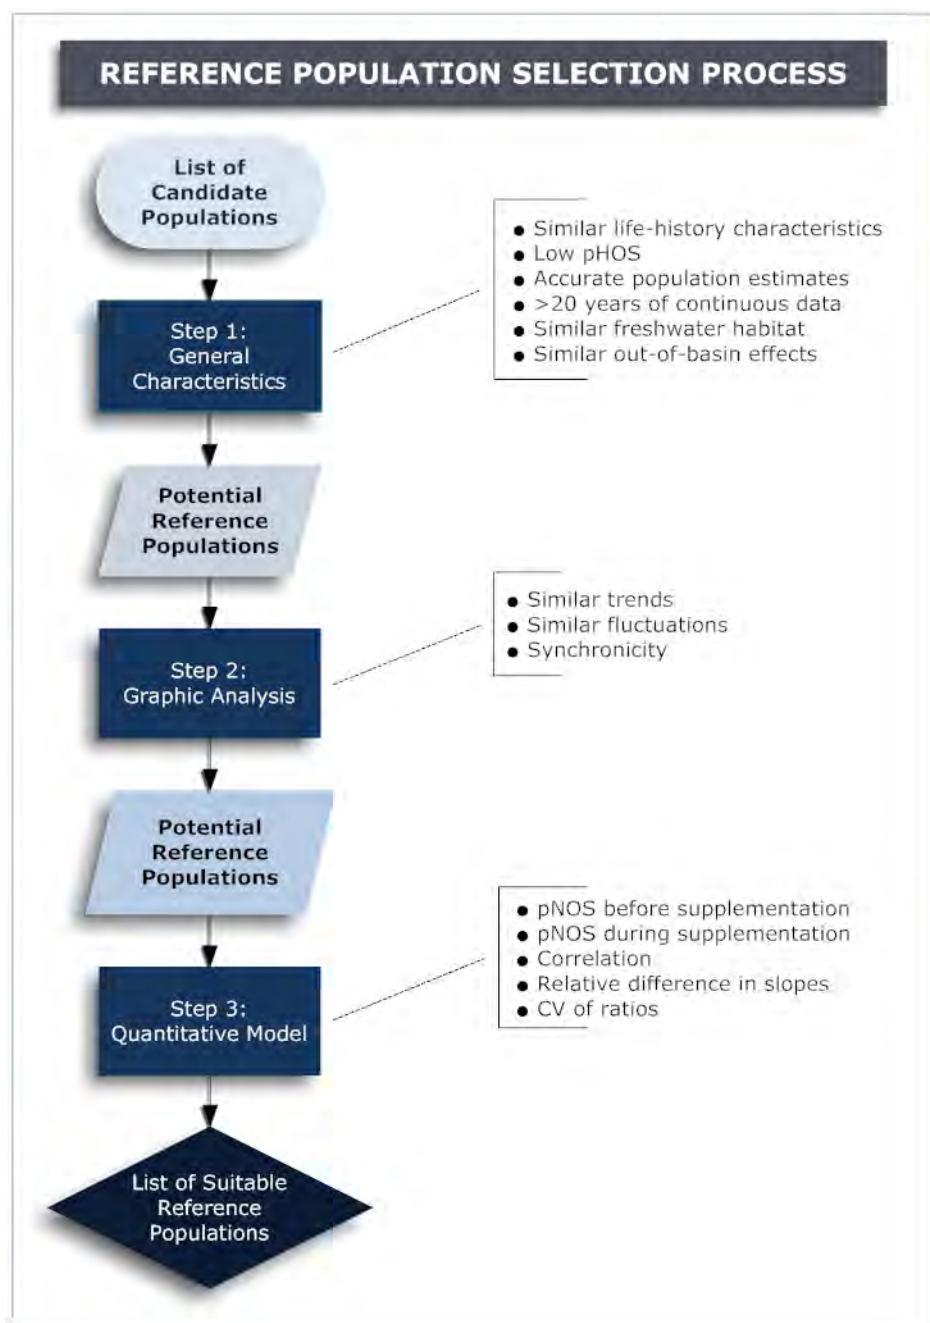 REFERENCE POPULATION SELECTION PROCESS
List of
Candidate
Populations
Step 1:
General
Characteristics
● Similar life-history characteristics
● Low pHOS
● Accurate population estimates
● >20 years of continuous data
● Similar freshwater habitat
● Similar out-of-basin effects
Potential
Reference
Populations
Step 2:
Graphic Analysis
● Similar trends
● Similar fluctuations
● Synchronicity
Potential
Reference
Populations
Step 3:
Quantitative Model
● pNOS before supplementation
● pNOS during supplementation
● Correlation
● Relative difference in slopes
● CV of ratios
List of Suitable
Reference
Populations